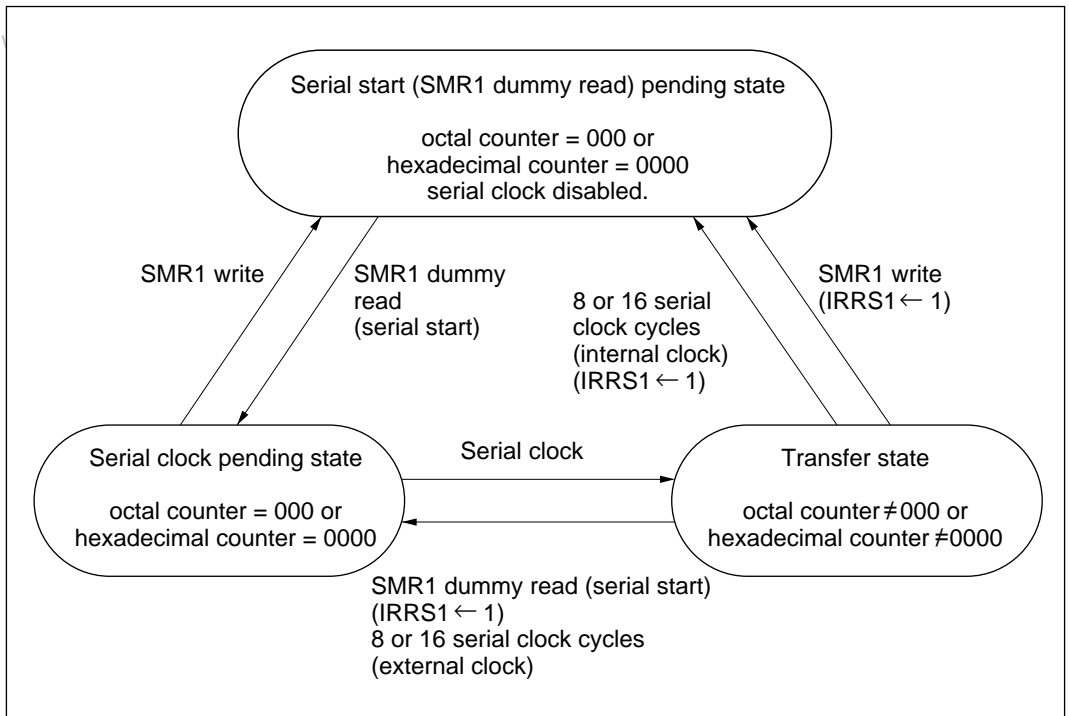 Serial start (SMR1 dummy read) pending state
octal counter = 000 or
hexadecimal counter = 0000
serial clock disabled.
SMR1 write
SMR1 dummy
read
(serial start)
8 or 16 serial
clock cycles
(internal clock)
(IRRS1 ← 1)
SMR1 write
(IRRS1 ← 1)
Serial clock pending state
octal counter = 000 or
hexadecimal counter = 0000
Serial clock
Transfer state
octal counter ≠ 000 or
hexadecimal counter ≠ 0000
SMR1 dummy read (serial start)
(IRRS1 ← 1)
8 or 16 serial clock cycles
(external clock)